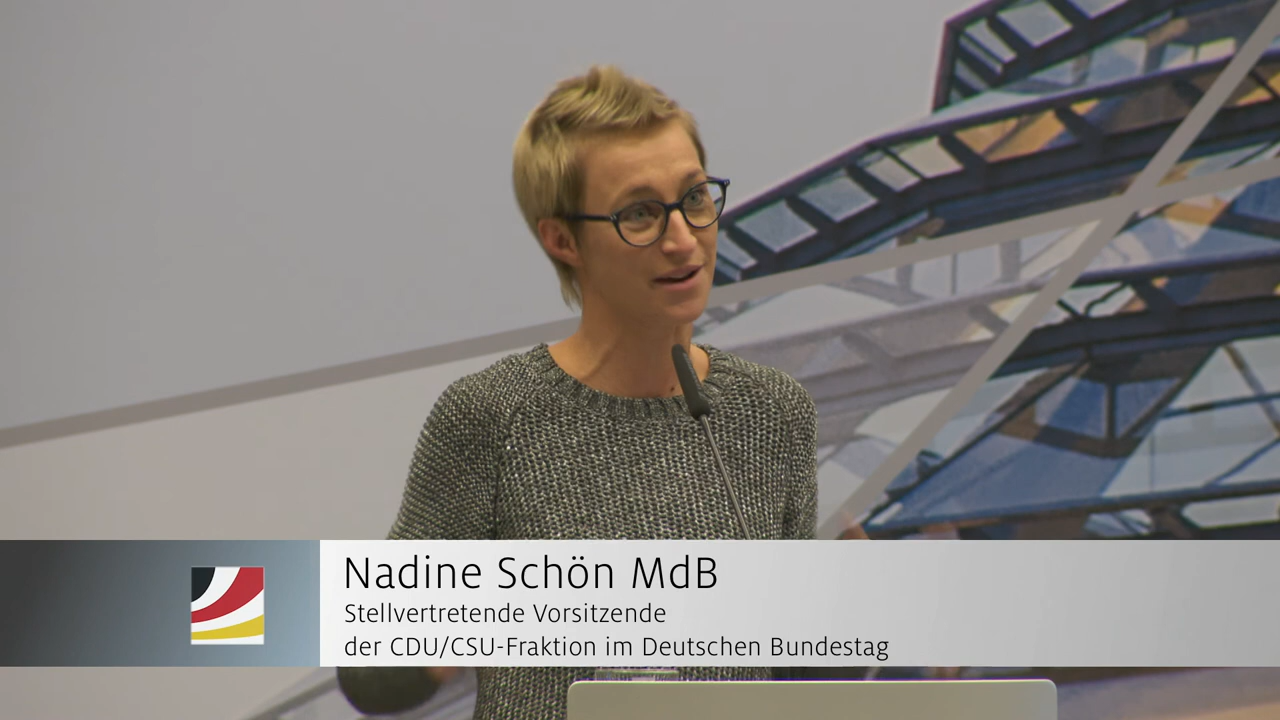 Nadine Schön MdB
Stellvertretende Vorsitzende
der CDU/CSU-Fraktion im Deutschen Bundestag